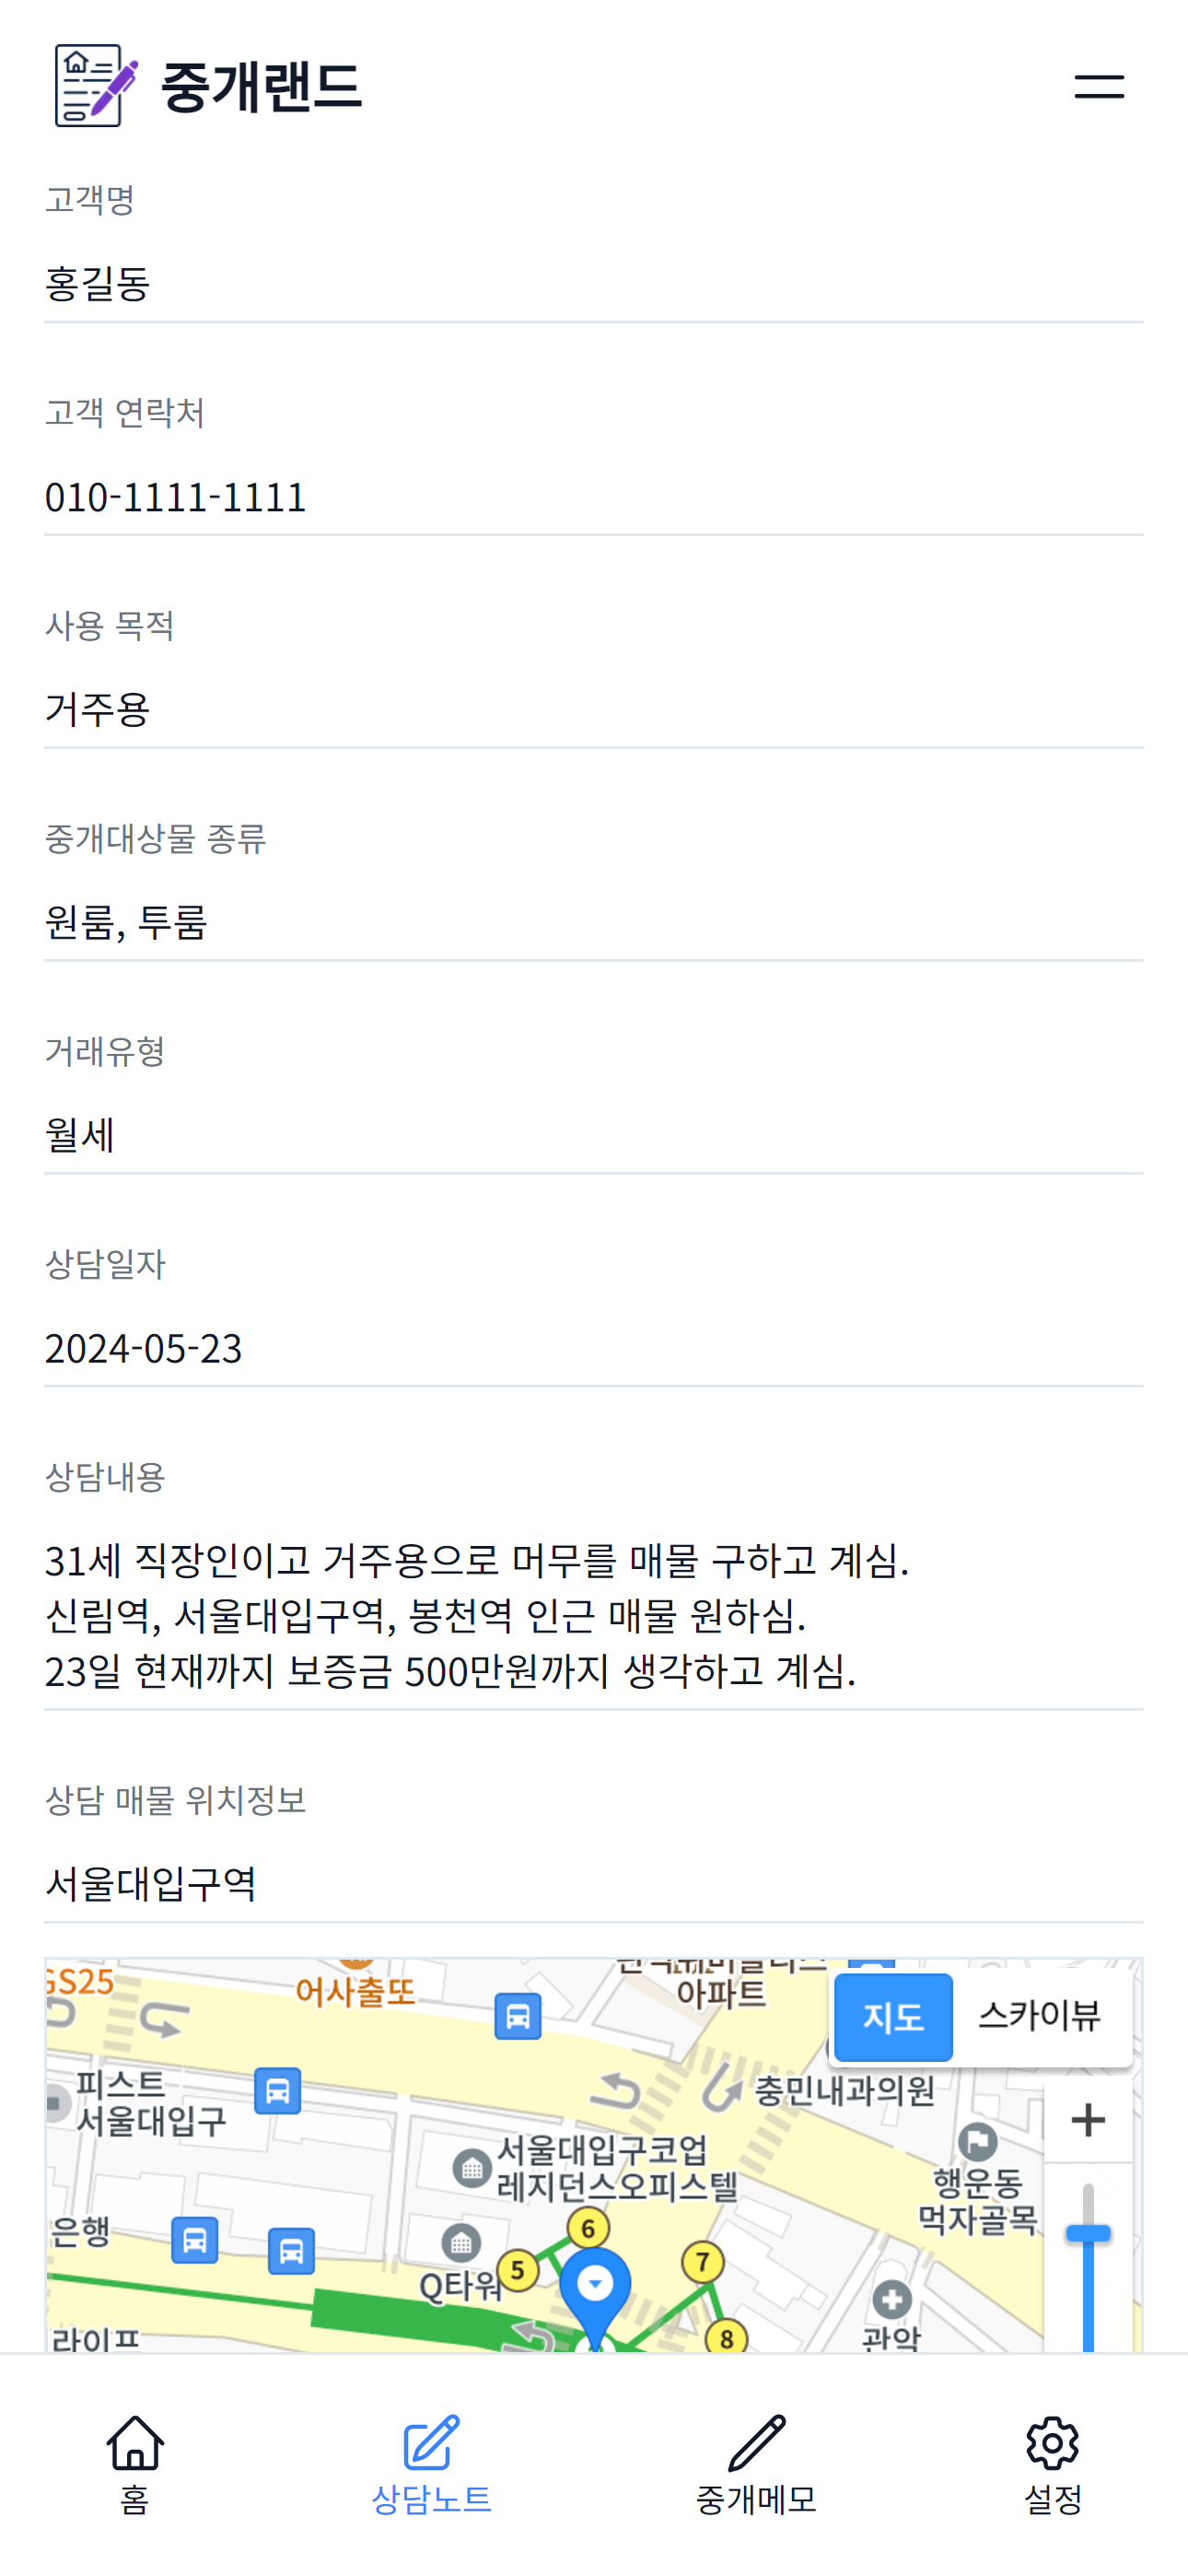 중개랜드
고객명
홍길동
고객 연락처
010-1111-1111
사용 목적
거주용
중개대상물 종류
원룸, 투룸
거래유형
월세
상담일자
2024-05-23
상담내용
31세 직장인이고 거주용으로 머무를 매물 구하고 계심.
신림역, 서울대입구역, 봉천역 인근 매물 원하심.
23일 현재까지 보증금 500만원까지 생각하고 계심.
상담 매물 위치정보
서울대입구역
GS25
어사출또
아파트
지도
스카이뷰
피스트
서울대입구
충민내과의원
서울대입구코업
레지던스오피스텔
행운동
먹자골목
은행
6
5
7
Q타워
8
라이프
관악
홈
상담노트
중개메모
설정